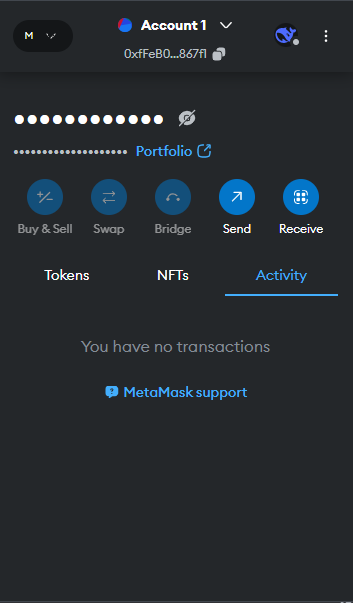 M
Account 1
0xfFeB0...867f1
Portfolio
Buy & Sell
Swap
Bridge
Send
Receive
Tokens
NFTs
Activity
You have no transactions
MetaMask support